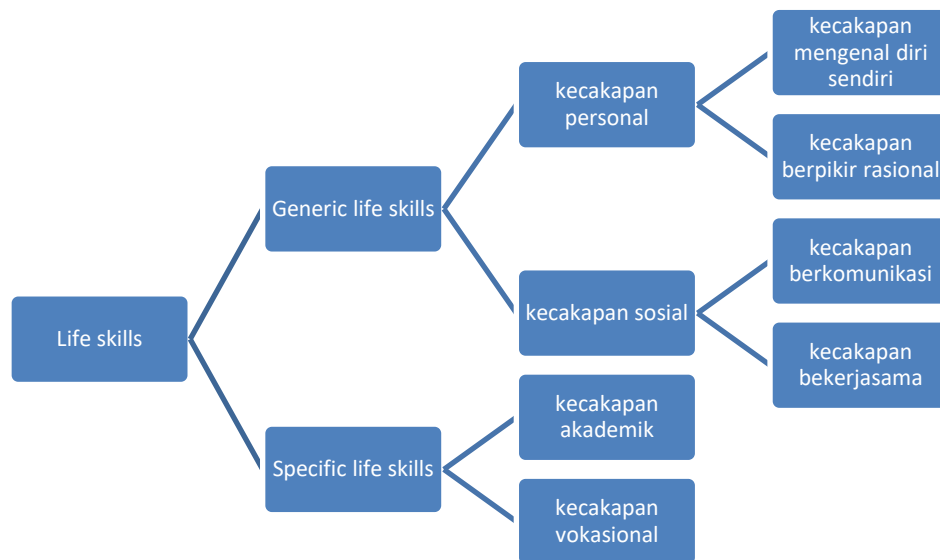 kecakapan
mengenal diri
sendiri
kecakapan
personal
kecakapan
berpikir rasional
Generic life skills
kecakapan
berkomunikasi
kecakapan sosial
Life skills
kecakapan
bekerjasama
kecakapan
akademik
Specific life skills
kecakapan
vokasional